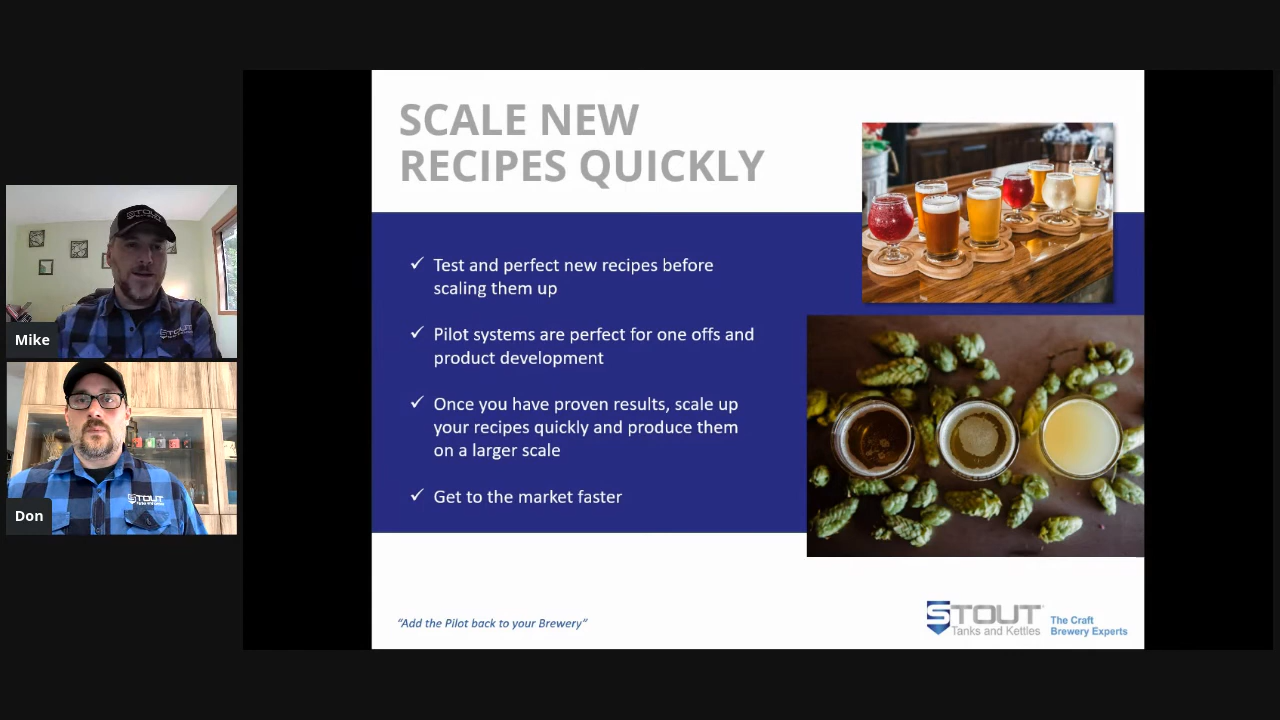 SCALE NEW
RECIPES QUICKLY
✓ Test and perfect new recipes before
scaling them up
✓ Pilot systems are perfect for one offs and
product development
✓ Once you have proven results, scale up
your recipes quickly and produce them
on a larger scale
✓ Get to the market faster
“Add the Pilot back to your Brewery”
STOUT
Tanks and Kettles
The Craft
Brewery Experts
STOUT
STOUT
Mike
STOUT
Don